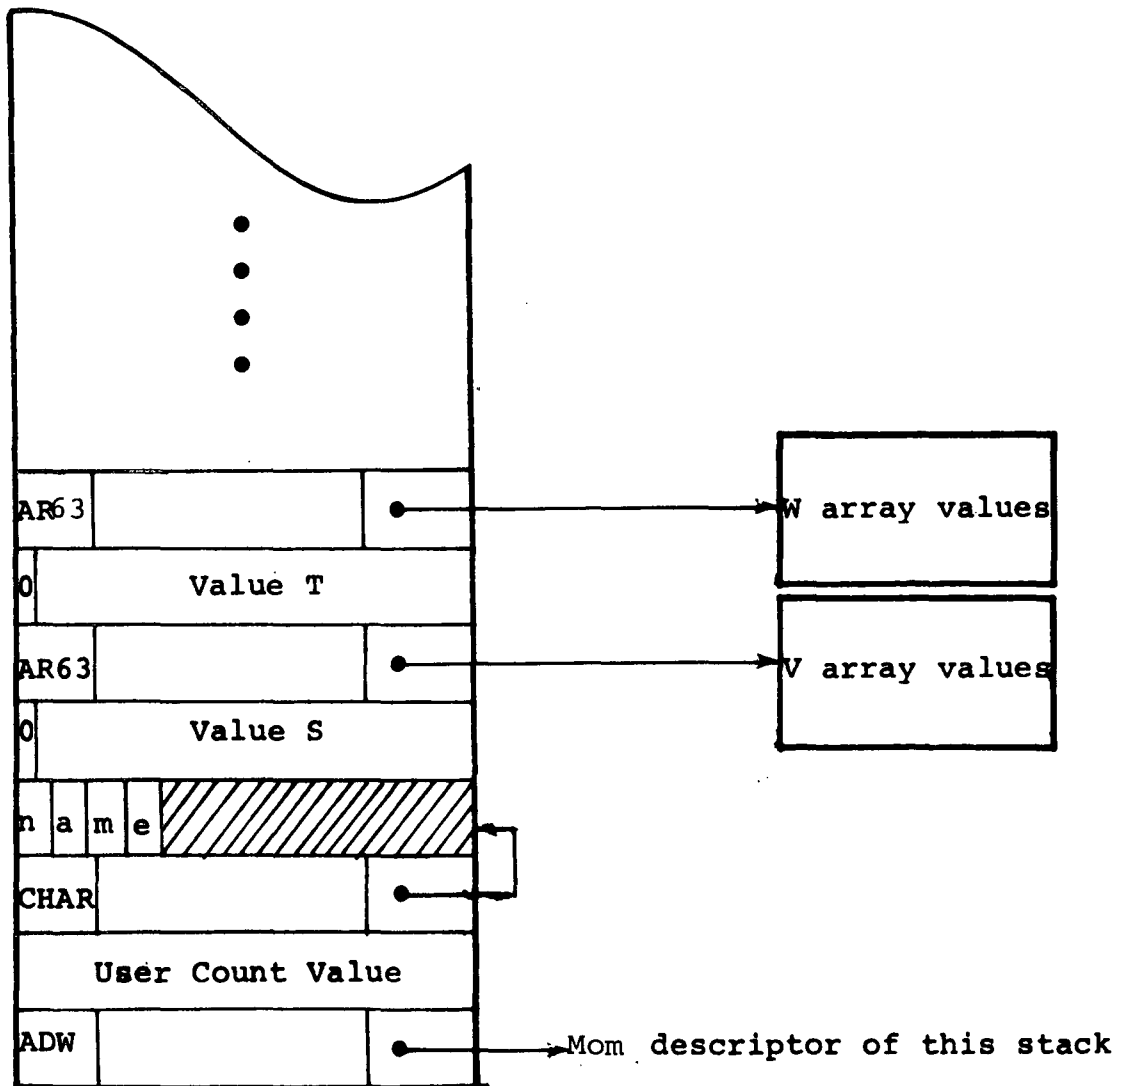 AR63
W array values
0 Value T
AR63
V array values
0 Value S
n a m e
CHAR
User Count Value
ADW
Mom descriptor of this stack